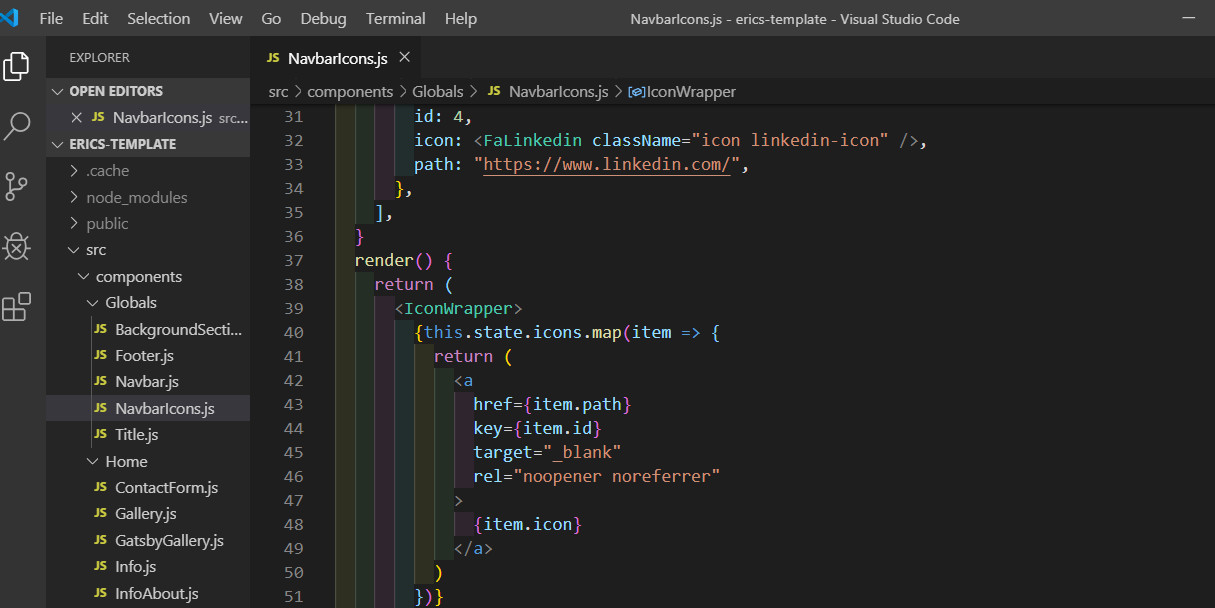 File Edit Selection View Go Debug Terminal Help NavbarIcons.js - erics-template - Visual Studio Code
EXPLORER
OPEN EDITORS
JS NavbarIcons.js src...
ERICS-TEMPLATE
.cache
node_modules
public
src
components
Globals
JS BackgroundSecti...
JS Footer.js
JS Navbar.js
JS NavbarIcons.js
JS Title.js
Home
JS ContactForm.js
JS Gallery.js
JS GatsbyGallery.js
JS Info.js
JS InfoAbout.js
JS NavbarIcons.js
src > components > Globals > JS NavbarIcons.js > IconWrapper
31 id: 4,
32 icon: <FaLinkedin className="icon linkedin-icon" />,
33 path: "https://www.linkedin.com/",
34 },
35 ],
36 }
37 render() {
38 return (
39 <IconWrapper>
40 {this.state.icons.map(item => {
41 return (
42 <a
43 href={item.path}
44 key={item.id}
45 target="_blank"
46 rel="noopener noreferrer"
47 >
48 {item.icon}
49 </a>
50 )
51 })}